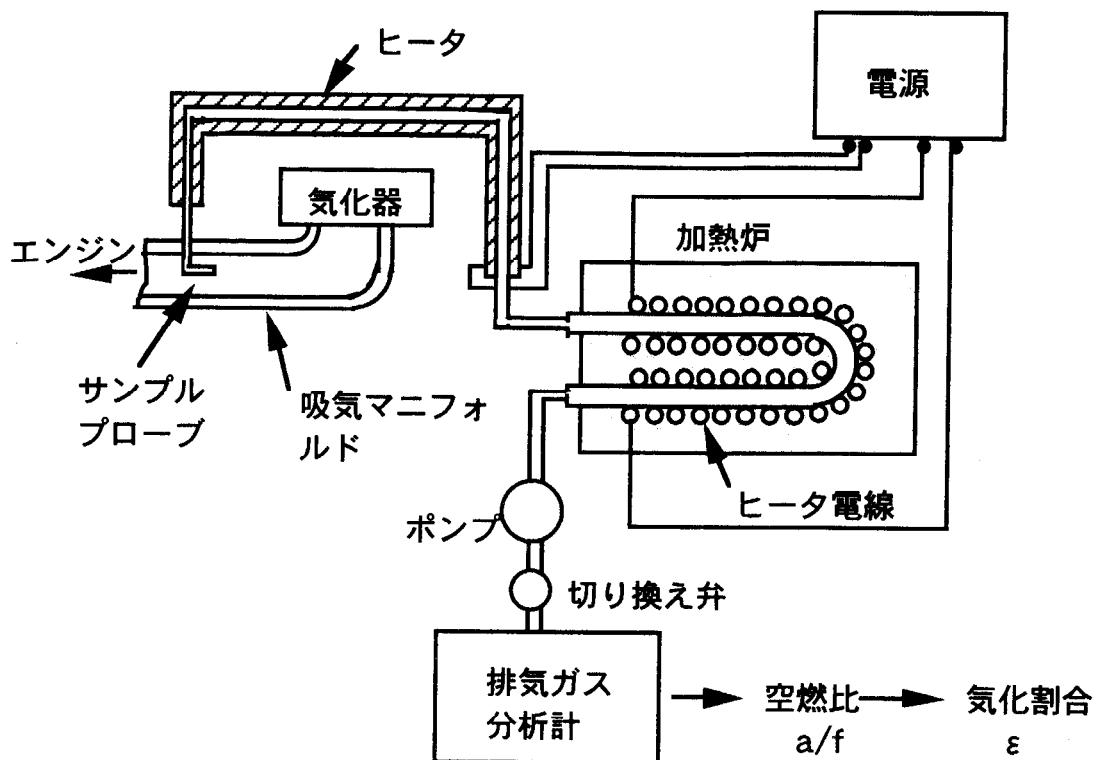 ヒータ
電源
気化器
エンジン
加熱炉
サンプル
プローブ
吸気マニフォ
ルド
ヒータ電線
ポンプ
切り換え弁
排気ガス
分析計
空燃比
a/f
気化割合
ε